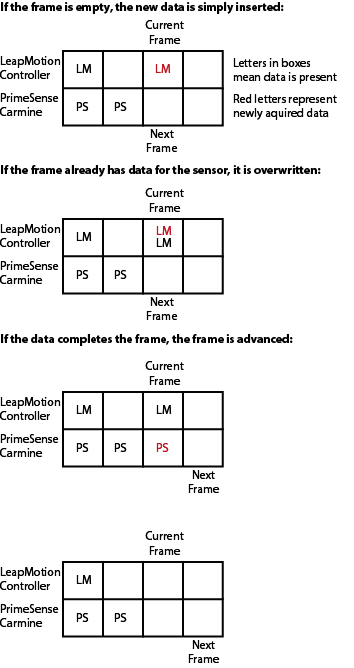 If the frame is empty, the new data is simply inserted:
Current
Frame
LeapMotion
Controller
LM
LM
Letters in boxes
mean data is present
PrimeSense
Carmine
PS
PS
Red letters represent
newly aquired data
Next
Frame
If the frame already has data for the sensor, it is overwritten:
Current
Frame
LeapMotion
Controller
LM
LM
LM
PrimeSense
Carmine
PS
PS
Next
Frame
If the data completes the frame, the frame is advanced:
Current
Frame
LeapMotion
Controller
LM
LM
PrimeSense
Carmine
PS
PS
PS
Next
Frame
Current
Frame
LeapMotion
Controller
LM
PrimeSense
Carmine
PS
PS
Next
Frame